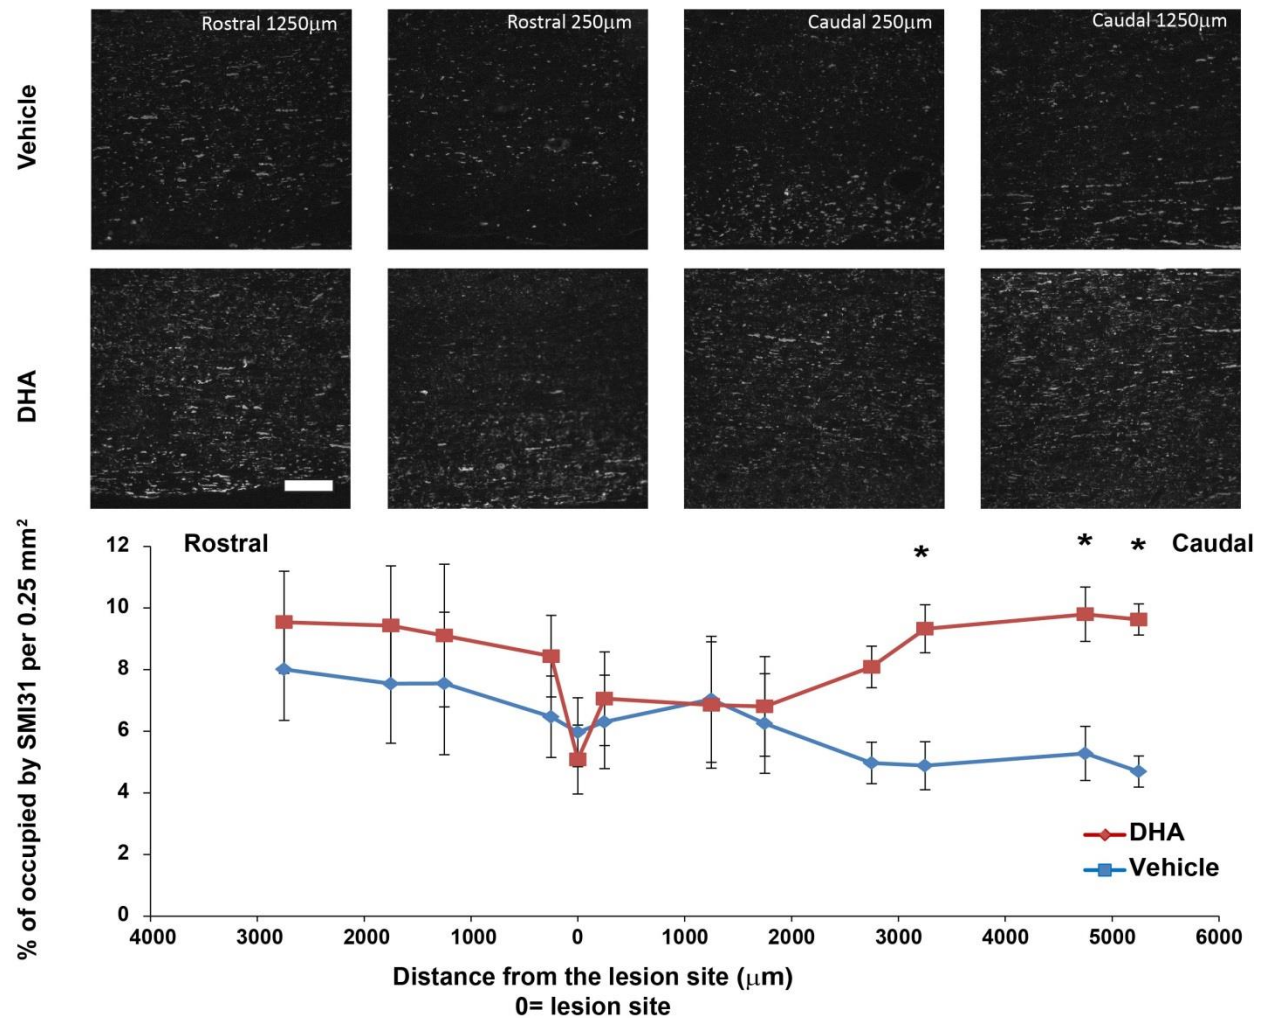 Rostral 1250μm
Rostral 250μm
Caudal 250μm
Caudal 1250μm
Vehicle
DHA
% of occupied by SMI31 per 0.25 mm²
12
10
8
6
4
2
0
Rostral
*
*
*
Caudal
DHA
Vehicle
4000 3000 2000 1000 0 1000 2000 3000 4000 5000 6000
Distance from the lesion site (μm)
0= lesion site